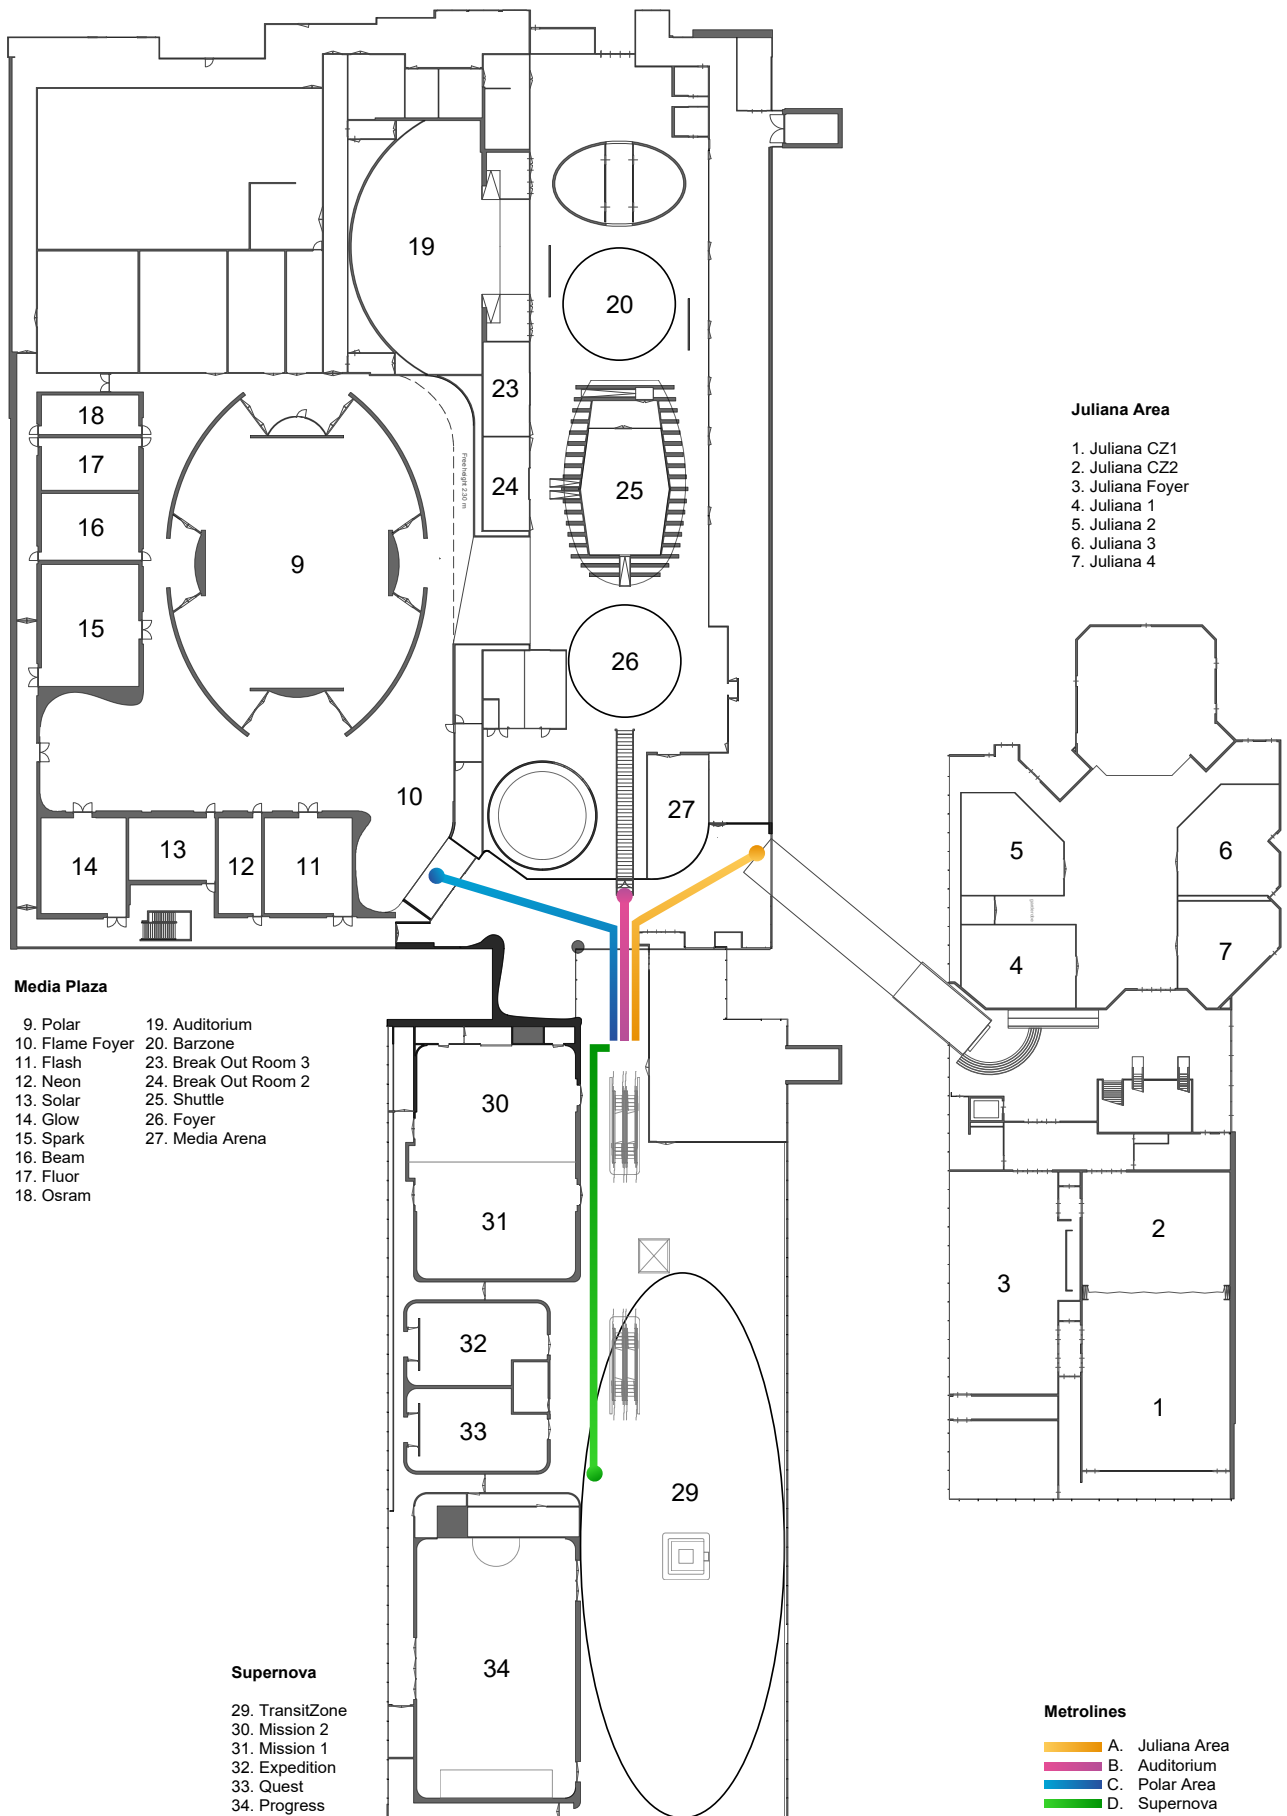 19
20
23
18
17
24
25
16
9
Free height 2.30 m.
15
26
10
27
13
14
12
11
5
6
4
7
30
31
2
3
32
33
1
29
34
Juliana Area
1. Juliana CZ1
2. Juliana CZ2
3. Juliana Foyer
4. Juliana 1
5. Juliana 2
6. Juliana 3
7. Juliana 4
Media Plaza
9. Polar
10. Flame Foyer
11. Flash
12. Neon
13. Solar
14. Glow
15. Spark
16. Beam
17. Fluor
18. Osram
19. Auditorium
20. Barzone
23. Break Out Room 3
24. Break Out Room 2
25. Shuttle
26. Foyer
27. Media Arena
Supernova
29. TransitZone
30. Mission 2
31. Mission 1
32. Expedition
33. Quest
34. Progress
Metrolines
A. Juliana Area
B. Auditorium
C. Polar Area
D. Supernova